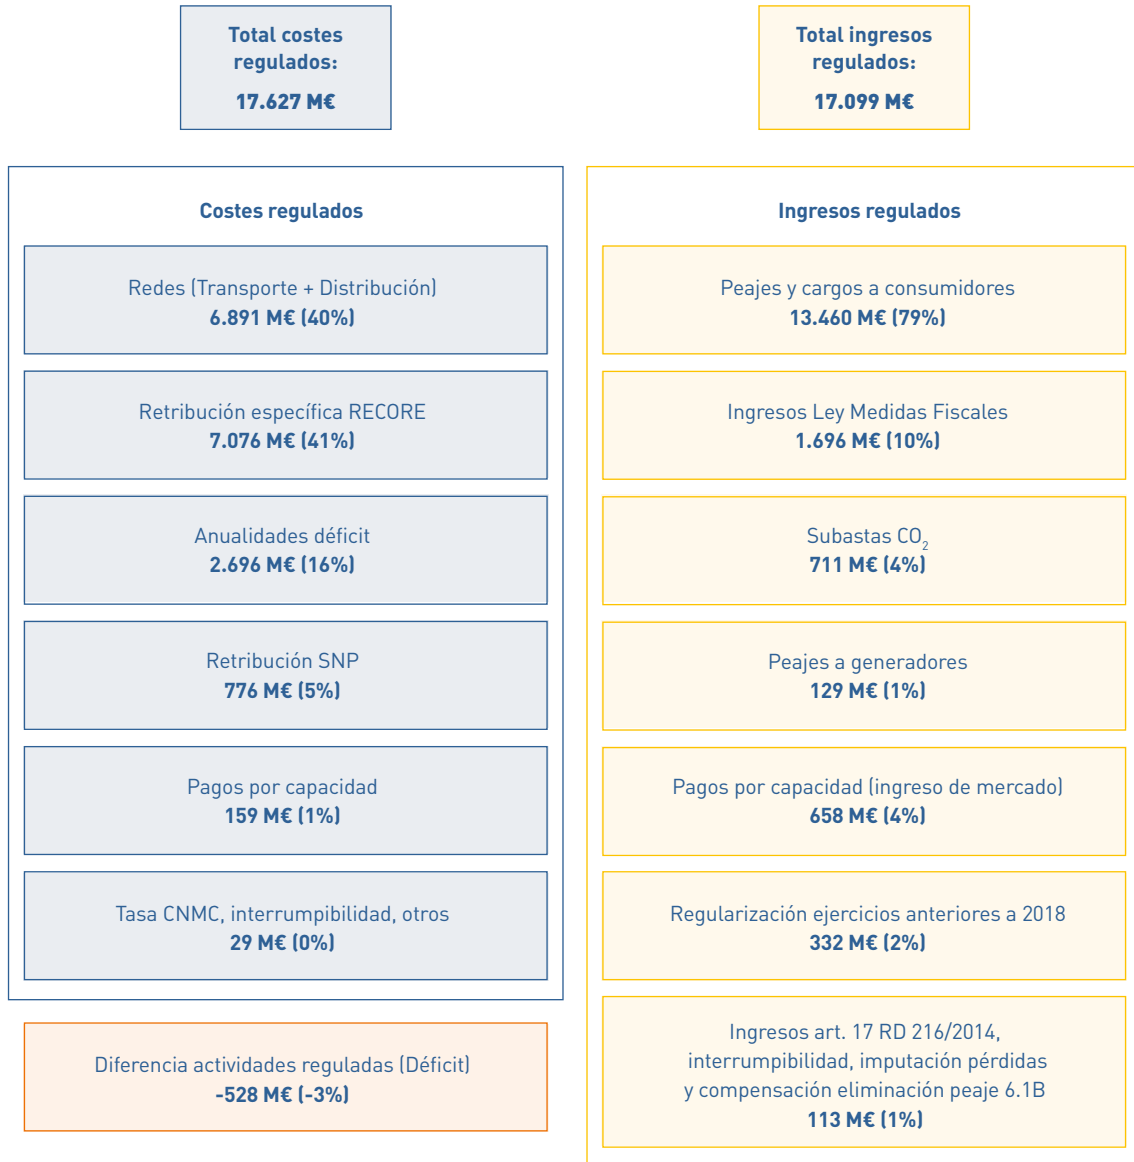 Total costes
regulados:
17.627 M€
Total ingresos
regulados:
17.099 M€
Costes regulados
Redes (Transporte + Distribución)
6.891 M€ (40%)
Retribución específica RECORE
7.076 M€ (41%)
Anualidades déficit
2.696 M€ (16%)
Retribución SNP
776 M€ (5%)
Pagos por capacidad
159 M€ (1%)
Tasa CNMC, interrumpibilidad, otros
29 M€ (0%)
Diferencia actividades reguladas (Déficit)
-528 M€ (-3%)
Ingresos regulados
Peajes y cargos a consumidores
13.460 M€ (79%)
Ingresos Ley Medidas Fiscales
1.696 M€ (10%)
Subastas CO₂
711 M€ (4%)
Peajes a generadores
129 M€ (1%)
Pagos por capacidad (ingreso de mercado)
658 M€ (4%)
Regularización ejercicios anteriores a 2018
332 M€ (2%)
Ingresos art. 17 RD 216/2014,
interrumpibilidad, imputación pérdidas
y compensación eliminación peaje 6.1B
113 M€ (1%)